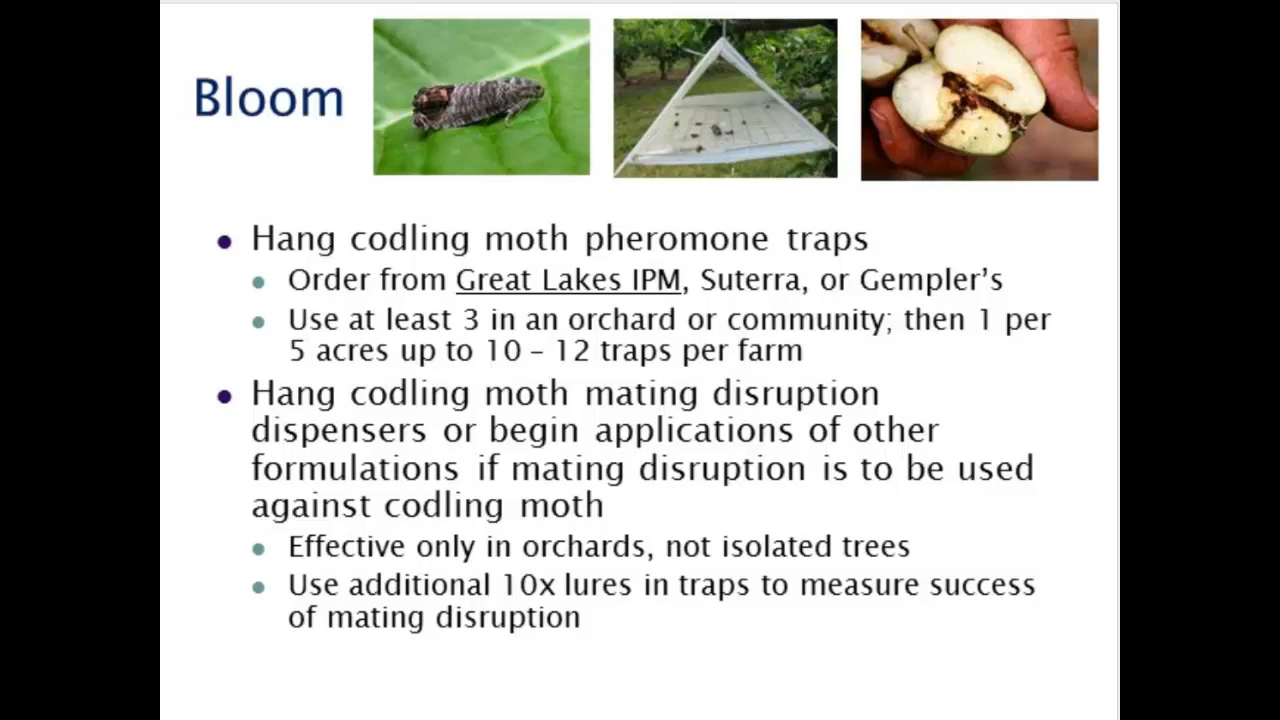 Bloom
Hang codling moth pheromone traps
Order from Great Lakes IPM, Suterra, or Gempler's
Use at least 3 in an orchard or community; then 1 per
5 acres up to 10 – 12 traps per farm
Hang codling moth mating disruption
dispensers or begin applications of other
formulations if mating disruption is to be used
against codling moth
Effective only in orchards, not isolated trees
Use additional 10x lures in traps to measure success
of mating disruption